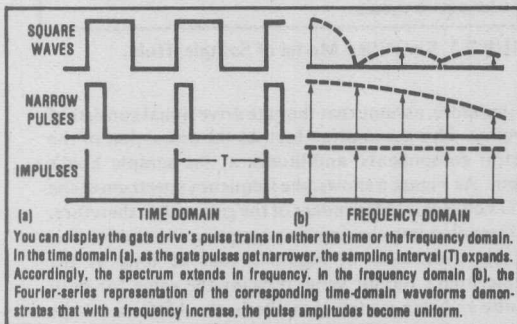 SQUARE
WAVES
NARROW
PULSES
IMPULSES
T
(a) TIME DOMAIN (b) FREQUENCY DOMAIN
You can display the gate drive's pulse trains in either the time or the frequency domain.
In the time domain (a), as the gate pulses get narrower, the sampling interval (T) expands.
Accordingly, the spectrum extends in frequency. In the frequency domain (b), the
Fourier-series representation of the corresponding time-domain waveforms demon-
strates that with a frequency increase, the pulse amplitudes become uniform.